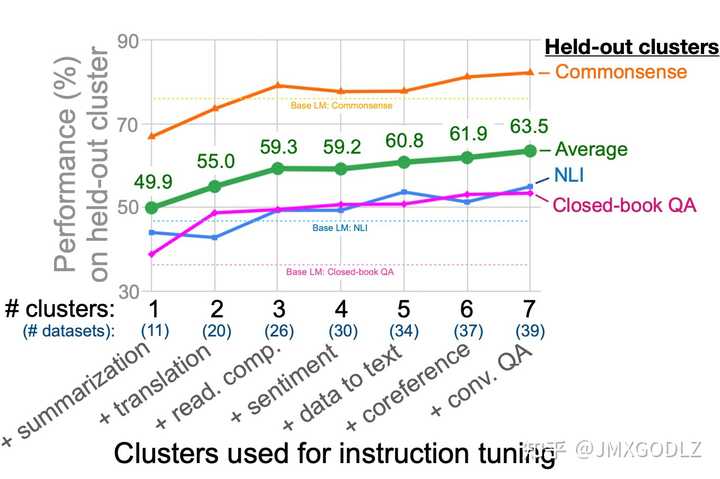 Performance (%)
on held-out cluster
90
70
50
30
Held-out clusters
Commonsense
Average
NLI
Closed-book QA
Base LM: Commonsense
Base LM: NLI
Base LM: Closed-book QA
49.9
55.0
59.3
59.2
60.8
61.9
63.5
# clusters: 1 2 3 4 5 6 7
(# datasets): (11) (20) (26) (30) (34) (37) (39)
+ summarization
+ translation
+ read. comp.
+ sentiment
+ data to text
+ coreference
+ conv. QA
Clusters used for instruction tuning
知乎 @JMXGODLZ